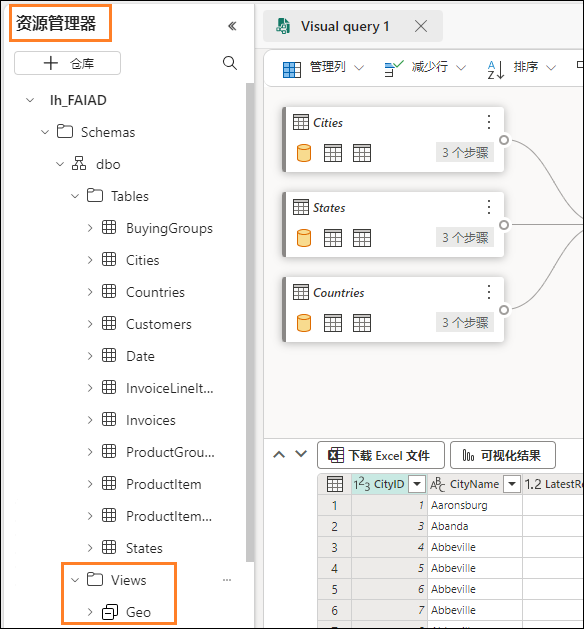 资源管理器
«
仓库
lh_FAIAD
Schemas
dbo
Tables
BuyingGroups
Cities
Countries
Customers
Date
InvoiceLineIt...
Invoices
ProductGrou...
ProductItem
ProductItem...
States
Views
Geo
Visual query 1
管理列
减少行
排序
Cities
3 个步骤
States
3 个步骤
Countries
3 个步骤
下载 Excel 文件
可视化结果
1²3 CityID
ABC CityName
1.2 LatestRe
1 1 Aaronsburg
2 3 Abanda
3 4 Abbeville
4 5 Abbeville
5 6 Abbeville
6 7 Abbeville